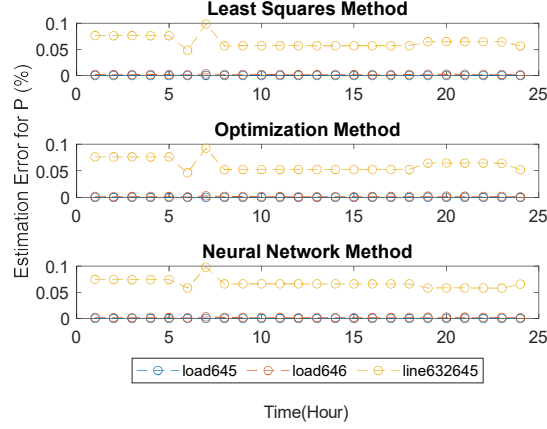 Least Squares Method
0.1
0.05
0
0 5 10 15 20 25
Optimization Method
0.1
0.05
0
0 5 10 15 20 25
Neural Network Method
0.1
0.05
0
0 5 10 15 20 25
Estimation Error for P (%)
load645 load646 line632645
Time(Hour)